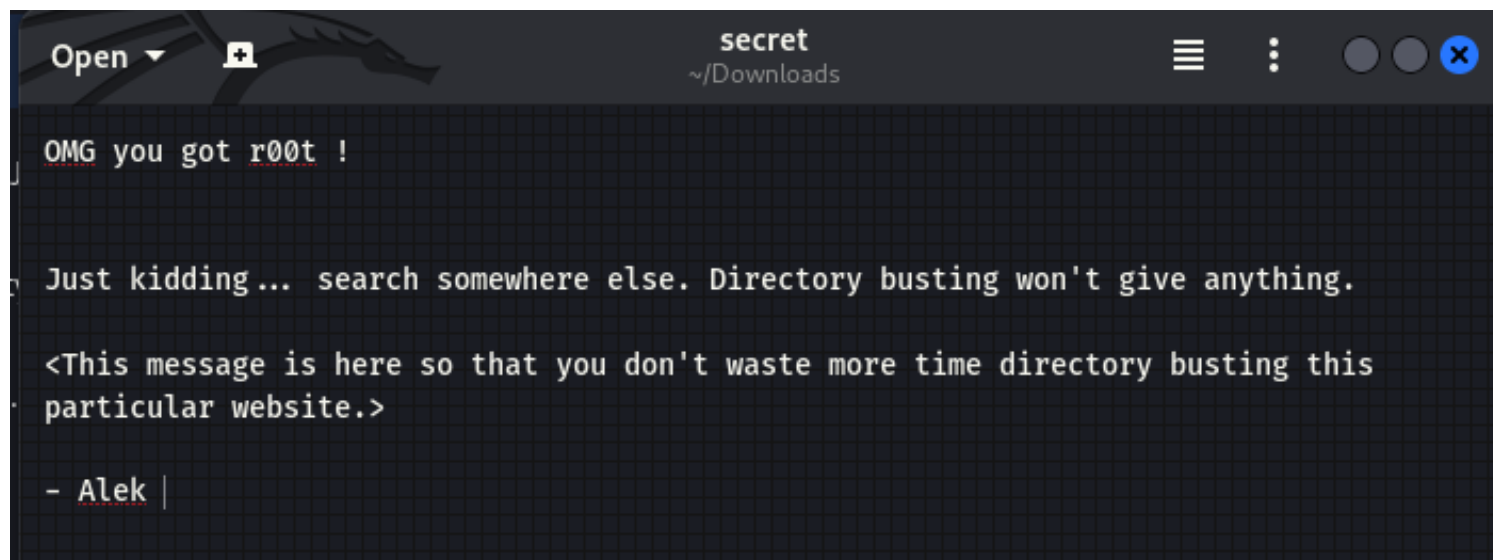 Open
secret
~/Downloads
OMG you got r00t !
Just kidding... search somewhere else. Directory busting won't give anything.
<This message is here so that you don't waste more time directory busting this
particular website.>
- Alek